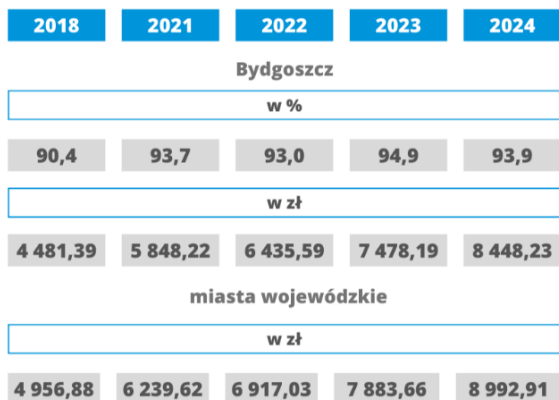 2018 2021 2022 2023 2024
Bydgoszcz
w %
90,4 93,7 93,0 94,9 93,9
w zł
4 481,39 5 848,22 6 435,59 7 478,19 8 448,23
miasta wojewódzkie
w zł
4 956,88 6 239,62 6 917,03 7 883,66 8 992,91